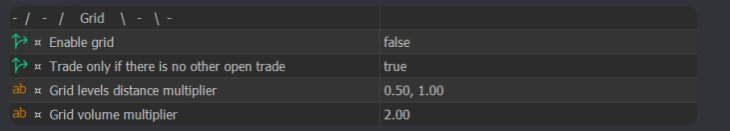 - / - / Grid \ - \ -
¤ Enable grid false
¤ Trade only if there is no other open trade true
ab ¤ Grid levels distance multiplier 0.50, 1.00
ab ¤ Grid volume multiplier 2.00